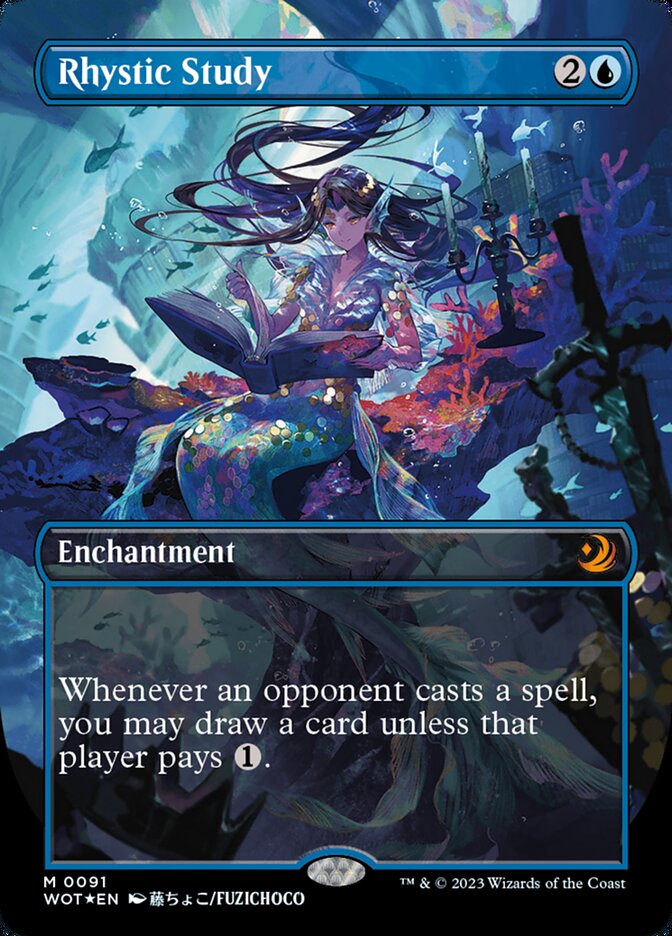 Rhystic Study 2
Enchantment
Whenever an opponent casts a spell,
you may draw a card unless that
player pays 1.
M 0091
WOT★EN 藤ちょこ/FUZICHOCO
™ & © 2023 Wizards of the Coast